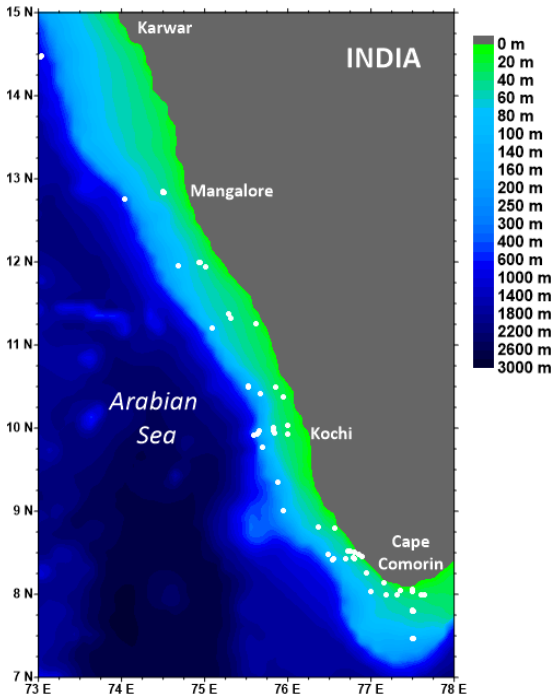 15 N
14 N
13 N
12 N
11 N
10 N
9 N
8 N
7 N
73 E
74 E
75 E
76 E
77 E
78 E
Karwar
INDIA
Mangalore
Arabian
Sea
Kochi
Cape
Comorin
0 m
20 m
40 m
60 m
80 m
100 m
140 m
160 m
200 m
250 m
300 m
400 m
600 m
1000 m
1400 m
1800 m
2200 m
2600 m
3000 m